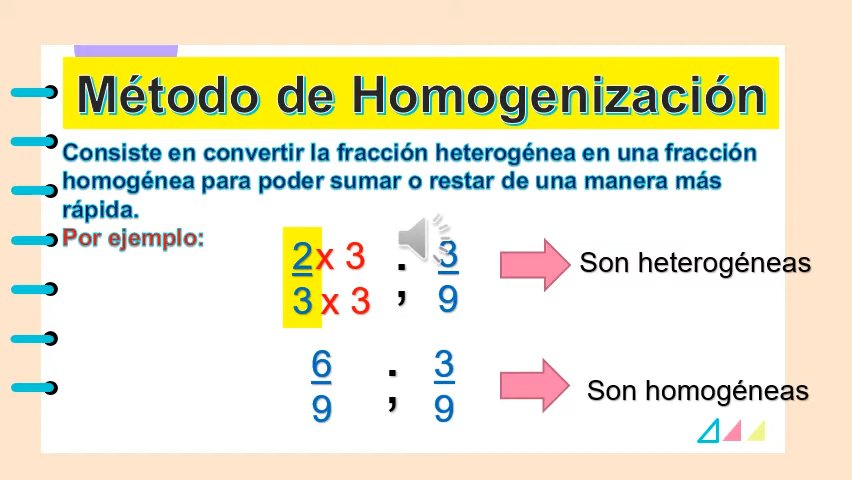 Método de Homogenización
Consiste en convertir la fracción heterogénea en una fracción
homogénea para poder sumar o restar de una manera más
rápida.
Por ejemplo:
2 x 3 ; 3
3 x 3 9
Son heterogéneas
6 ; 3
9 9
Son homogéneas